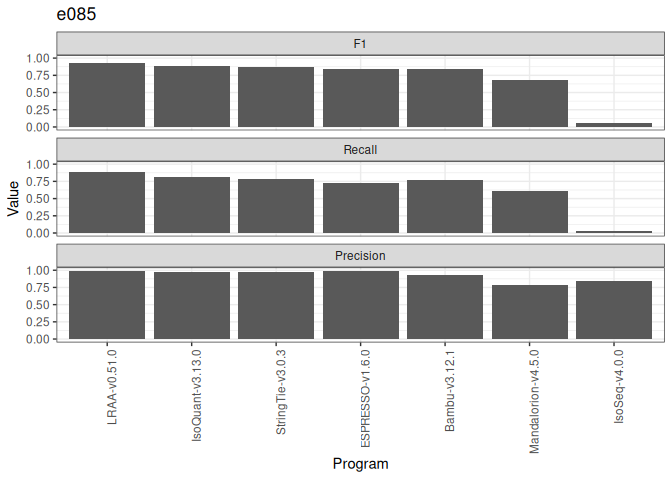 e085
F1
1.00
0.75
0.50
0.25
0.00
Recall
1.00
0.75
0.50
0.25
0.00
Value
Precision
1.00
0.75
0.50
0.25
0.00
LRAA-v0.51.0
IsoQuant-v3.13.0
StringTie-v3.0.3
ESPRESSO-v1.6.0
Bambu-v3.12.1
Mandalorion-v4.5.0
IsoSeq-v4.0.0
Program